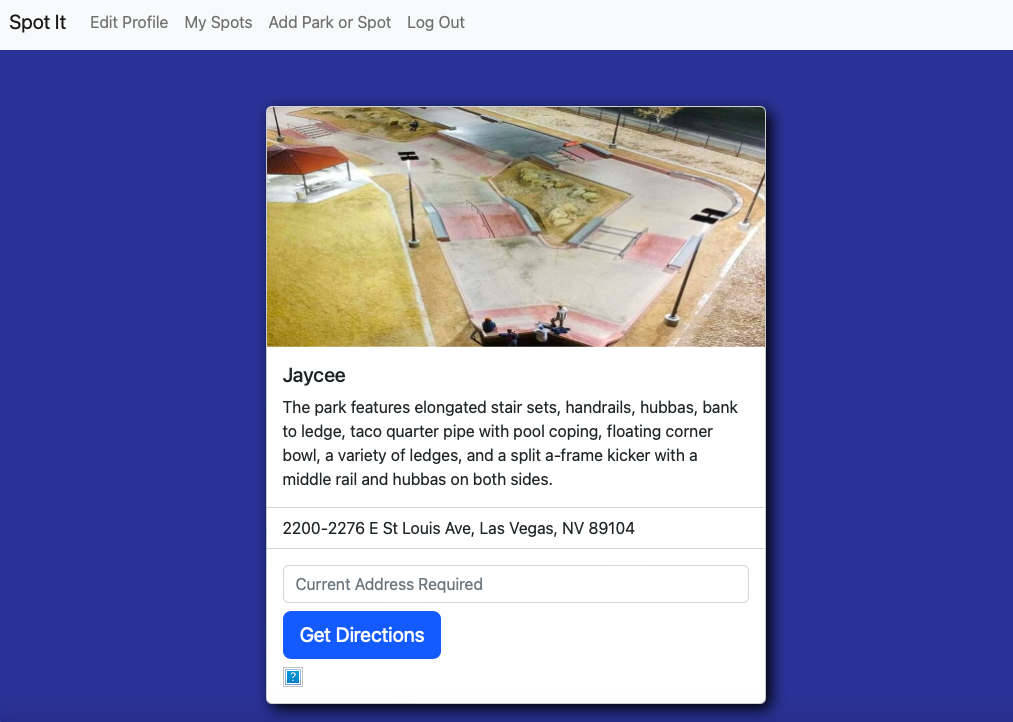 Spot It Edit Profile My Spots Add Park or Spot Log Out
Jaycee
The park features elongated stair sets, handrails, hubbas, bank
to ledge, taco quarter pipe with pool coping, floating corner
bowl, a variety of ledges, and a split a-frame kicker with a
middle rail and hubbas on both sides.
2200-2276 E St Louis Ave, Las Vegas, NV 89104
Current Address Required
Get Directions
?